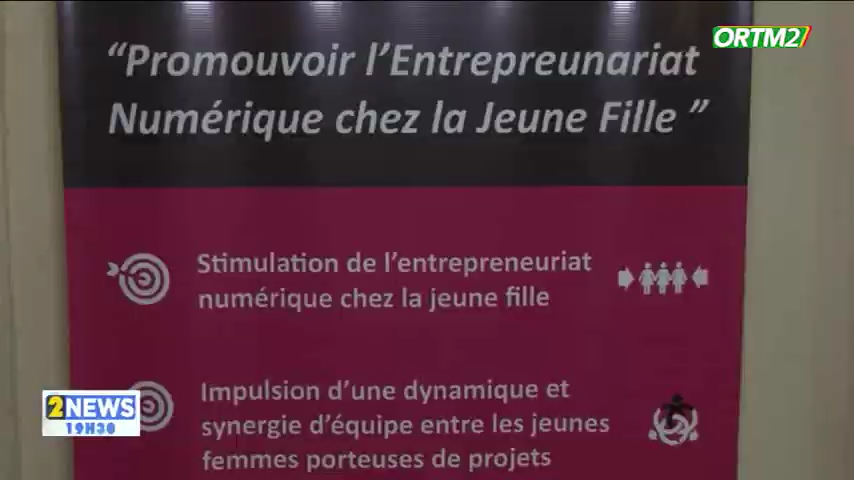 ORTM2
“Promouvoir l’Entrepreunariat
Numérique chez la Jeune Fille ”
Stimulation de l’entrepreneuriat
numérique chez la jeune fille
Impulsion d’une dynamique et
synergie d’équipe entre les jeunes
femmes porteuses de projets
2NEWS
19H30